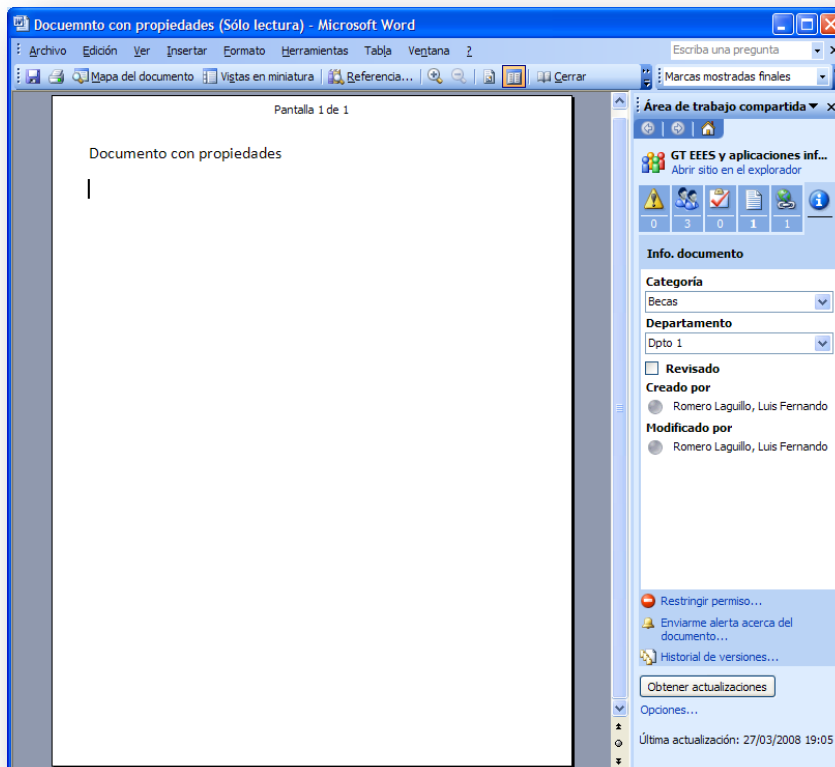 Docuemnto con propiedades (Sólo lectura) - Microsoft Word
Archivo Edición Ver Insertar Formato Herramientas Tabla Ventana ? Escriba una pregunta
Mapa del documento Vistas en miniatura Referencia... Cerrar Marcas mostradas finales
Pantalla 1 de 1
Documento con propiedades
Área de trabajo compartida
GT EEES y aplicaciones inf...
Abrir sitio en el explorador
0 3 0 1 1
Info. documento
Categoría
Becas
Departamento
Dpto 1
Revisado
Creado por
Romero Laguillo, Luis Fernando
Modificado por
Romero Laguillo, Luis Fernando
Restringir permiso...
Enviarme alerta acerca del
documento...
Historial de versiones...
Obtener actualizaciones
Opciones...
Última actualización: 27/03/2008 19:05